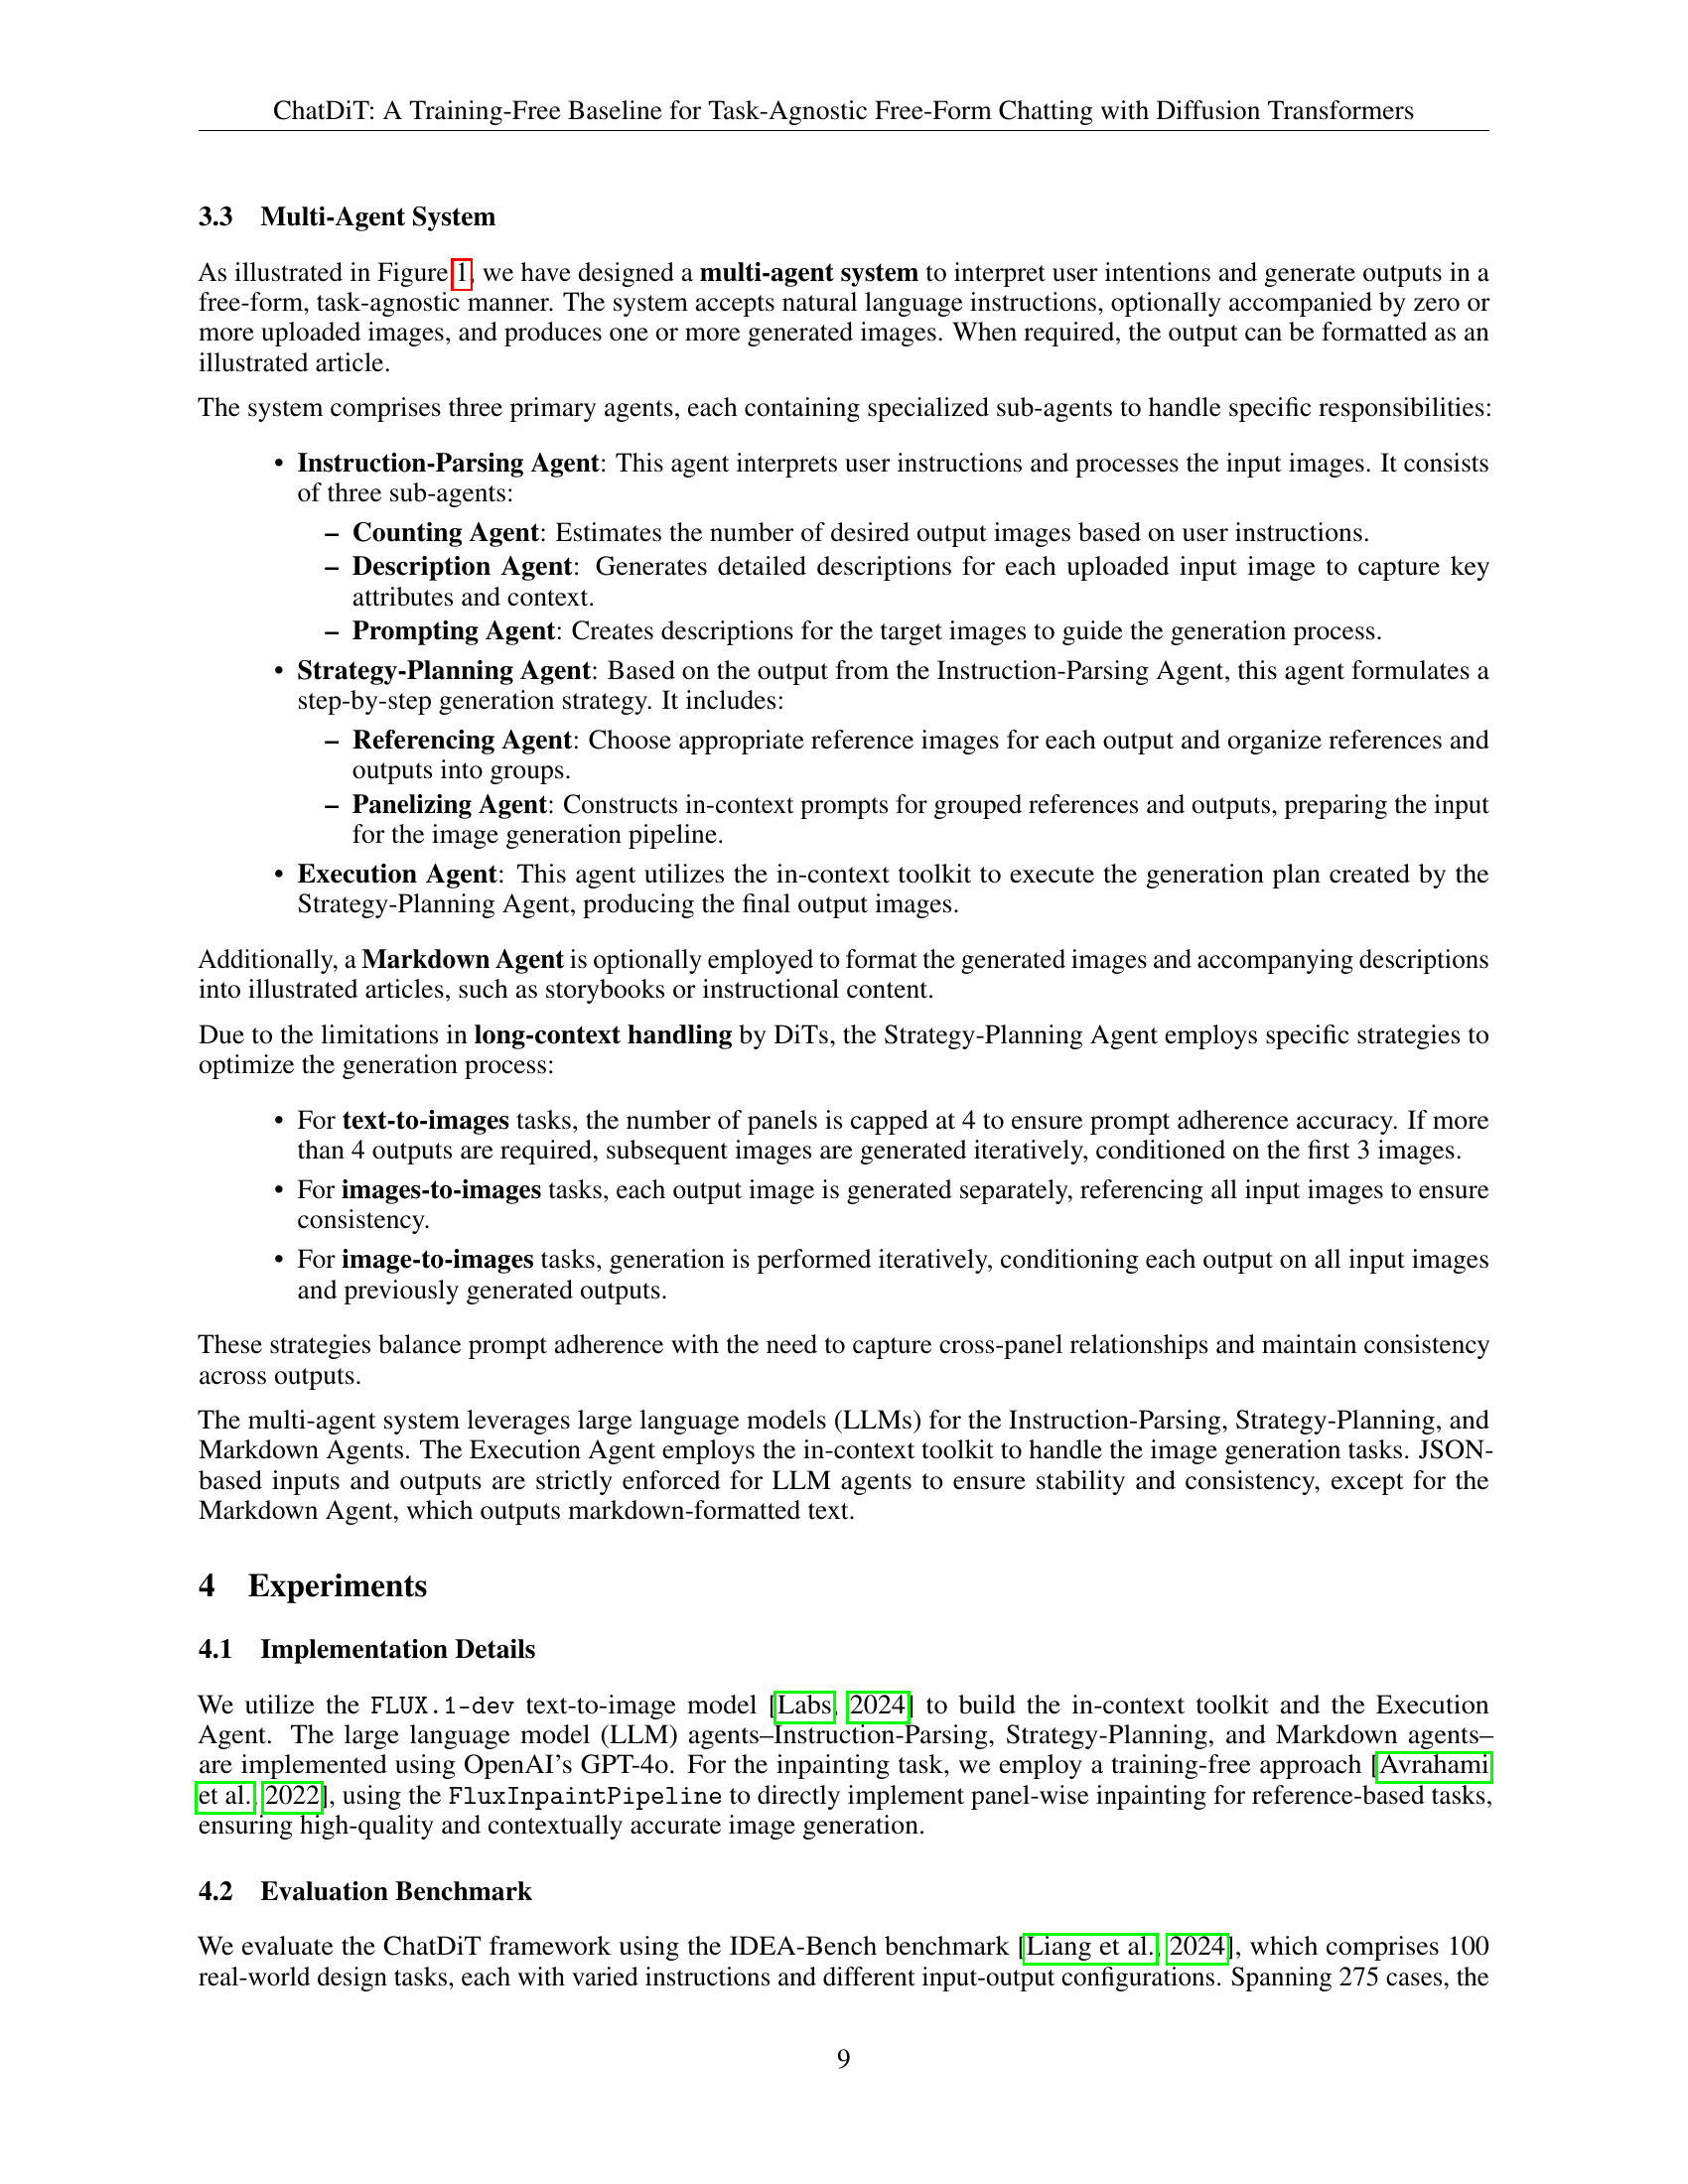 ChatDiT: A Training-Free Baseline for Task-Agnostic Free-Form Chatting with Diffusion Transformers
3.3 Multi-Agent System
As illustrated in Figure 1, we have designed a multi-agent system to interpret user intentions and generate outputs in a
free-form, task-agnostic manner. The system accepts natural language instructions, optionally accompanied by zero or
more uploaded images, and produces one or more generated images. When required, the output can be formatted as an
illustrated article.
The system comprises three primary agents, each containing specialized sub-agents to handle specific responsibilities:
• Instruction-Parsing Agent: This agent interprets user instructions and processes the input images. It consists
of three sub-agents:
– Counting Agent: Estimates the number of desired output images based on user instructions.
– Description Agent: Generates detailed descriptions for each uploaded input image to capture key
attributes and context.
– Prompting Agent: Creates descriptions for the target images to guide the generation process.
• Strategy-Planning Agent: Based on the output from the Instruction-Parsing Agent, this agent formulates a
step-by-step generation strategy. It includes:
– Referencing Agent: Choose appropriate reference images for each output and organize references and
outputs into groups.
– Panelizing Agent: Constructs in-context prompts for grouped references and outputs, preparing the input
for the image generation pipeline.
• Execution Agent: This agent utilizes the in-context toolkit to execute the generation plan created by the
Strategy-Planning Agent, producing the final output images.
Additionally, a Markdown Agent is optionally employed to format the generated images and accompanying descriptions
into illustrated articles, such as storybooks or instructional content.
Due to the limitations in long-context handling by DiTs, the Strategy-Planning Agent employs specific strategies to
optimize the generation process:
• For text-to-images tasks, the number of panels is capped at 4 to ensure prompt adherence accuracy. If more
than 4 outputs are required, subsequent images are generated iteratively, conditioned on the first 3 images.
• For images-to-images tasks, each output image is generated separately, referencing all input images to ensure
consistency.
• For image-to-images tasks, generation is performed iteratively, conditioning each output on all input images
and previously generated outputs.
These strategies balance prompt adherence with the need to capture cross-panel relationships and maintain consistency
across outputs.
The multi-agent system leverages large language models (LLMs) for the Instruction-Parsing, Strategy-Planning, and
Markdown Agents. The Execution Agent employs the in-context toolkit to handle the image generation tasks. JSON-
based inputs and outputs are strictly enforced for LLM agents to ensure stability and consistency, except for the
Markdown Agent, which outputs markdown-formatted text.
4 Experiments
4.1 Implementation Details
We utilize the FLUX.1-dev text-to-image model [Labs, 2024] to build the in-context toolkit and the Execution
Agent. The large language model (LLM) agents–Instruction-Parsing, Strategy-Planning, and Markdown agents–
are implemented using OpenAI's GPT-4o. For the inpainting task, we employ a training-free approach [Avrahami
et al., 2022], using the FluxInpaintPipeline to directly implement panel-wise inpainting for reference-based tasks,
ensuring high-quality and contextually accurate image generation.
4.2 Evaluation Benchmark
We evaluate the ChatDiT framework using the IDEA-Bench benchmark [Liang et al., 2024], which comprises 100
real-world design tasks, each with varied instructions and different input-output configurations. Spanning 275 cases, the
9